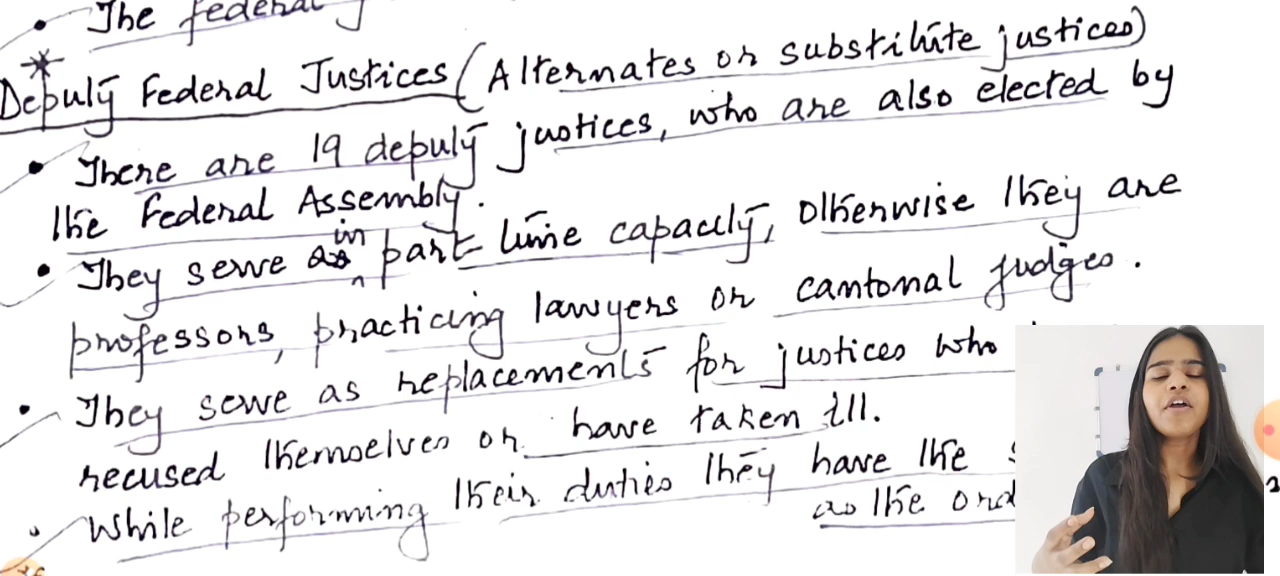 • The federal
Deputy Federal Justices (Alternates or substitute justices)
• There are 19 deputy justices, who are also elected by
the Federal Assembly.
• They serve in part time capacity, otherwise they are
professors, practicing lawyers or cantonal judges.
• They serve as replacements for justices who
recused themselves or have taken ill.
• While performing their duties they have the
as the